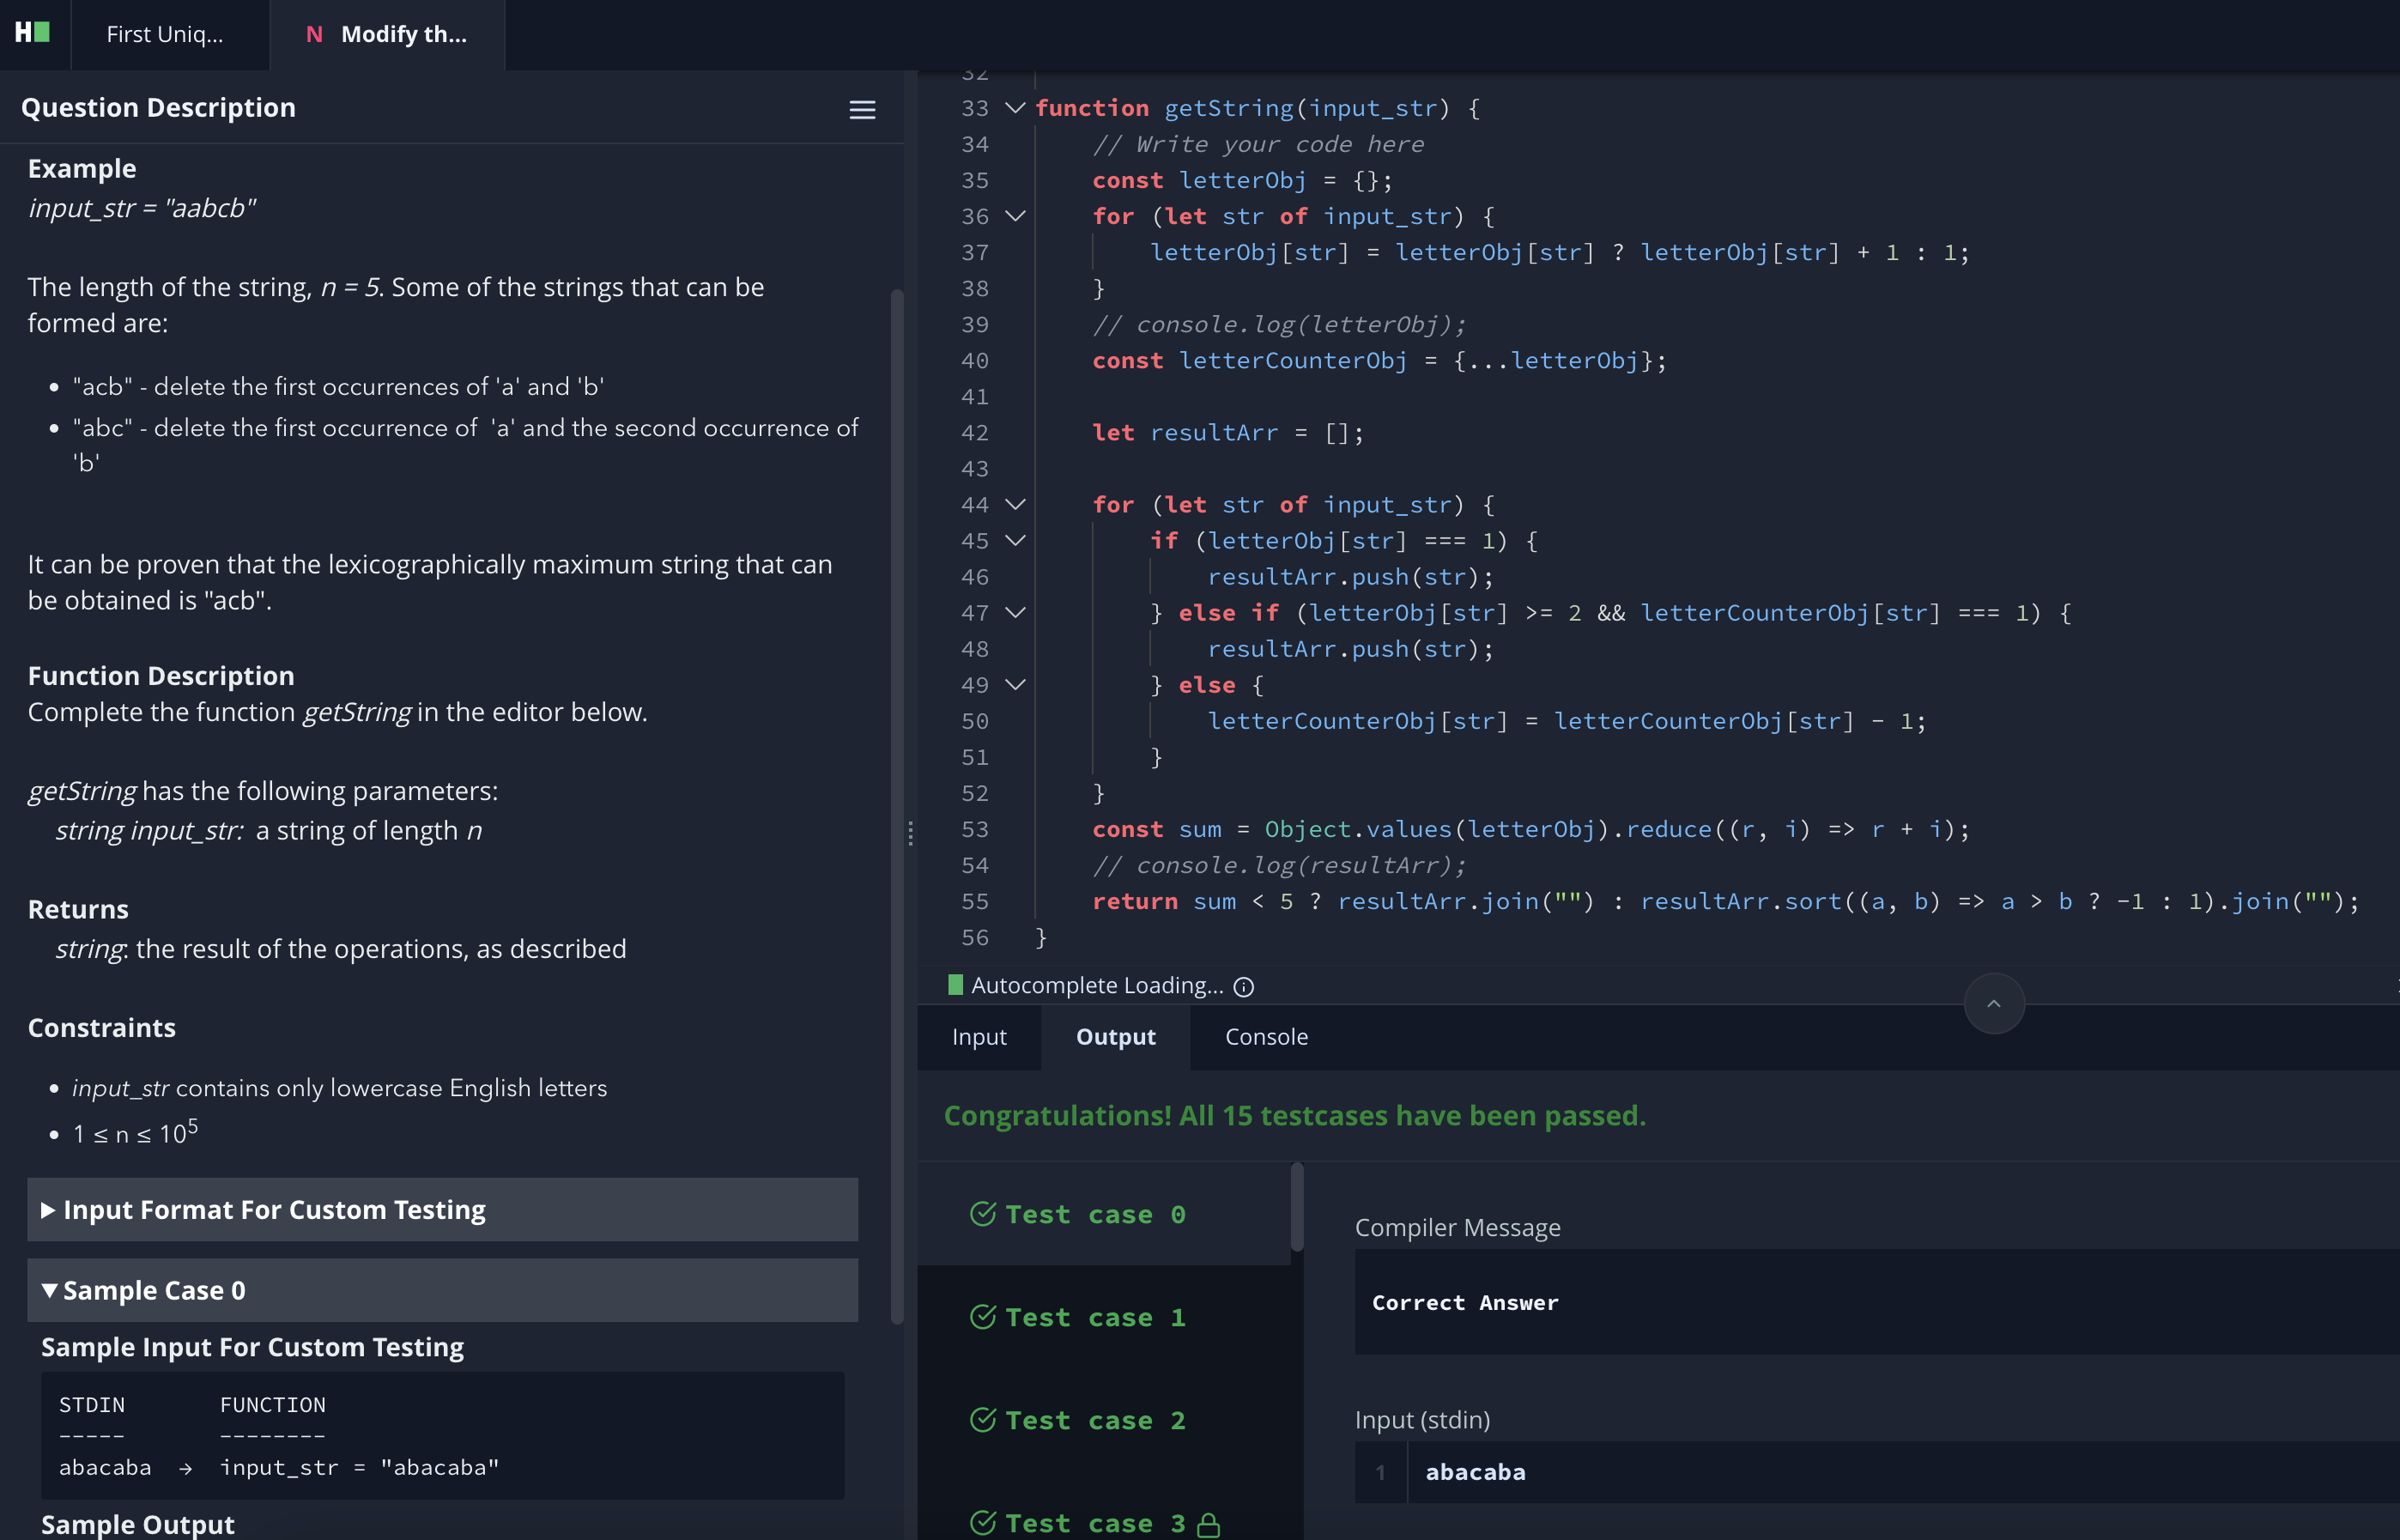 H
First Uniq...
N Modify th...
Question Description
Example
input_str = "aabcb"
The length of the string, n = 5. Some of the strings that can be
formed are:
• "acb" - delete the first occurrences of 'a' and 'b'
• "abc" - delete the first occurrence of 'a' and the second occurrence of
'b'
It can be proven that the lexicographically maximum string that can
be obtained is "acb".
Function Description
Complete the function getString in the editor below.
getString has the following parameters:
string input_str: a string of length n
Returns
string: the result of the operations, as described
Constraints
• input_str contains only lowercase English letters
• 1 ≤ n ≤ 10⁵
Input Format For Custom Testing
Sample Case 0
Sample Input For Custom Testing
STDIN FUNCTION
----- --------
abacaba → input_str = "abacaba"
Sample Output
32
33 function getString(input_str) {
34 // Write your code here
35 const letterObj = {};
36 for (let str of input_str) {
37 letterObj[str] = letterObj[str] ? letterObj[str] + 1 : 1;
38 }
39 // console.log(letterObj);
40 const letterCounterObj = {...letterObj};
41
42 let resultArr = [];
43
44 for (let str of input_str) {
45 if (letterObj[str] === 1) {
46 resultArr.push(str);
47 } else if (letterObj[str] >= 2 && letterCounterObj[str] === 1) {
48 resultArr.push(str);
49 } else {
50 letterCounterObj[str] = letterCounterObj[str] - 1;
51 }
52 }
53 const sum = Object.values(letterObj).reduce((r, i) => r + i);
54 // console.log(resultArr);
55 return sum < 5 ? resultArr.join("") : resultArr.sort((a, b) => a > b ? -1 : 1).join("");
56 }
Autocomplete Loading...
Input Output Console
Congratulations! All 15 testcases have been passed.
Test case 0
Test case 1
Test case 2
Test case 3
Compiler Message
Correct Answer
Input (stdin)
1 abacaba